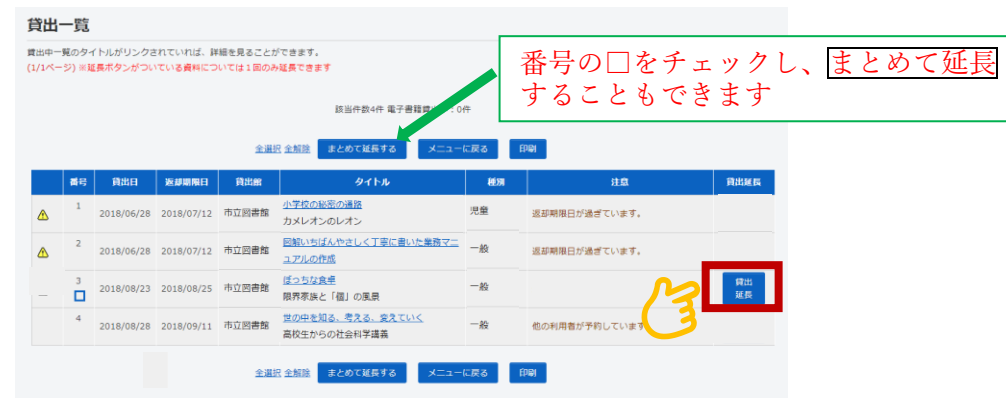 貸出一覧
貸出中一覧のタイトルがリンクされていれば、詳細を見ることができます。
(1/1ページ) ※延長ボタンがついている資料については1回のみ延長できます
番号の□をチェックし、まとめて延長
することもできます
該当件数4件 電子書籍貸 : 0件
全選択 全解除 まとめて延長する メニューに戻る 印刷
番号 貸出日 返却期限日 貸出館 タイトル 種別 注意 貸出延長
1 2018/06/28 2018/07/12 市立図書館 小学校の秘密の通路 児童 返却期限日が過ぎています。
カメレオンのレオン
2 2018/06/28 2018/07/12 市立図書館 図解いちばんやさしく丁寧に書いた業務マニ 一般 返却期限日が過ぎています。
ュアルの作成
3 2018/08/23 2018/08/25 市立図書館 ぼっちな食卓 一般 貸出
限界家族と「個」の風景 延長
4 2018/08/28 2018/09/11 市立図書館 世の中を知る、考える、変えていく 一般 他の利用者が予約しています
高校生からの社会科学講義
全選択 全解除 まとめて延長する メニューに戻る 印刷